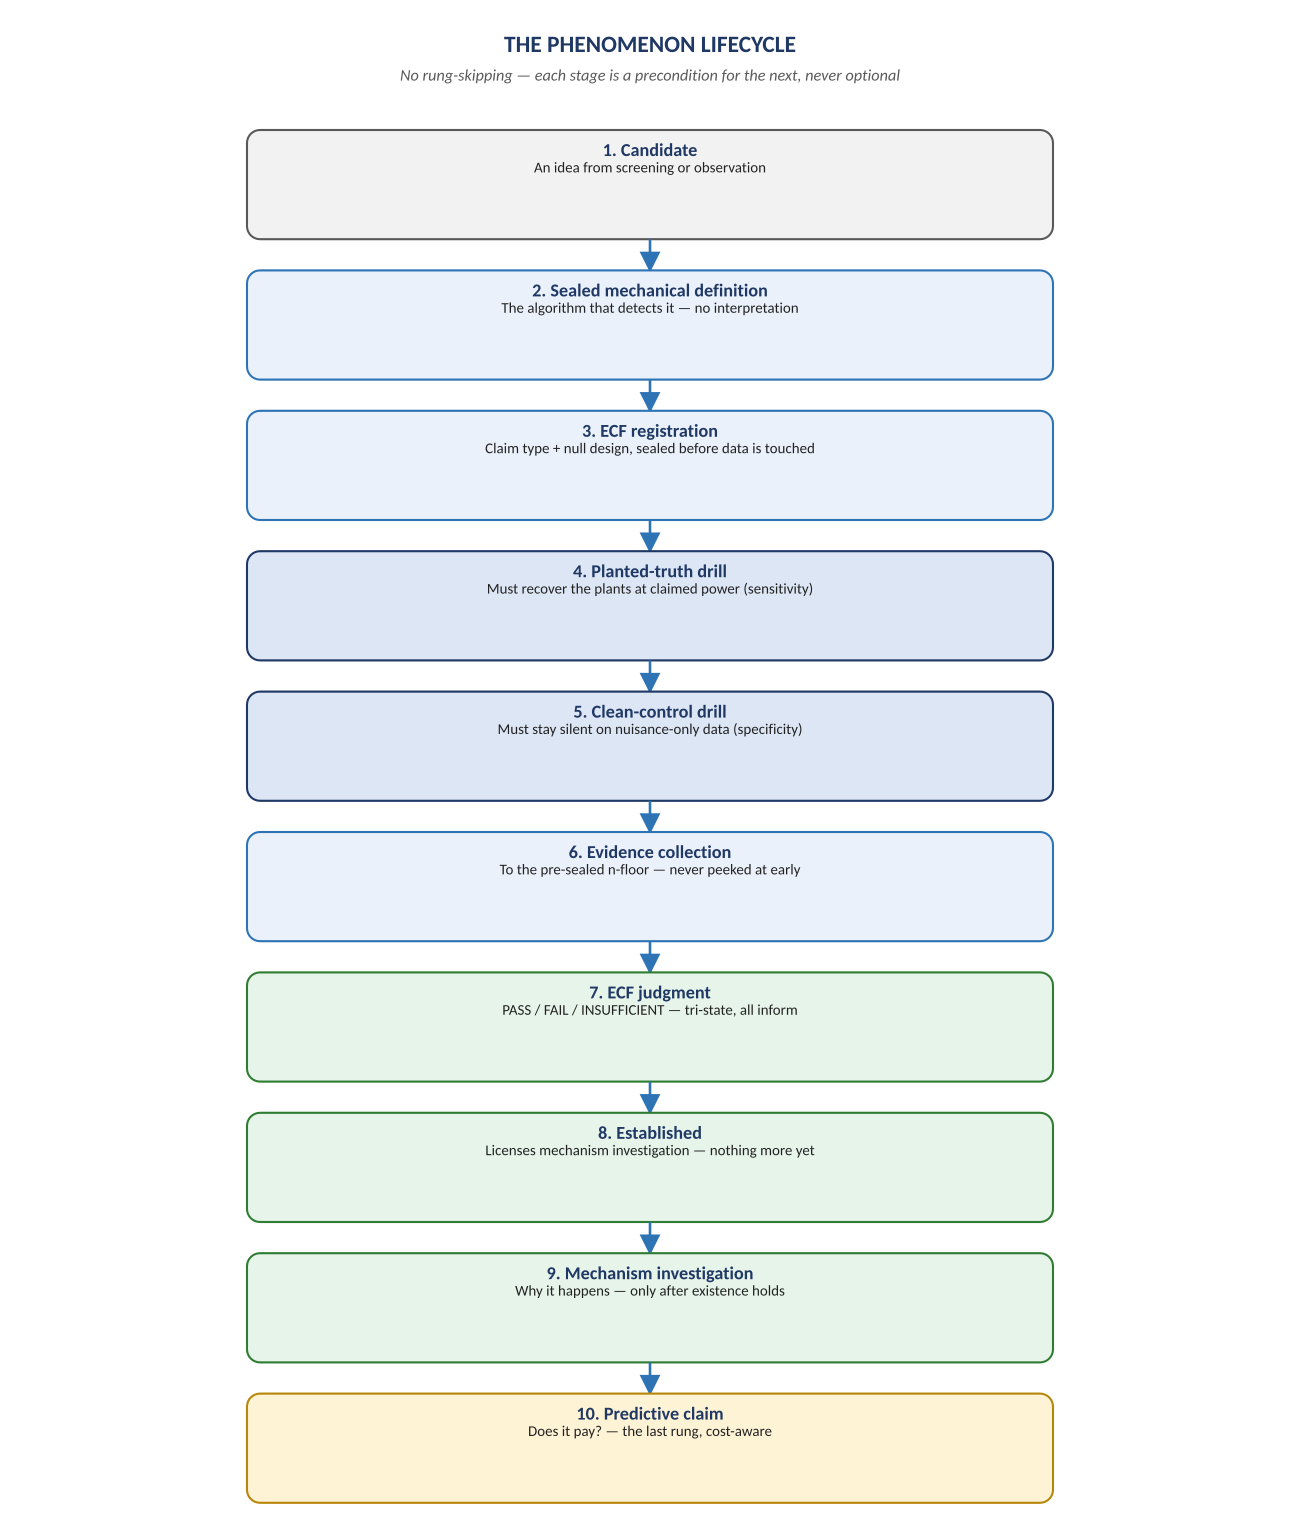 THE PHENOMENON LIFECYCLE
No rung-skipping — each stage is a precondition for the next, never optional
1. Candidate
An idea from screening or observation
2. Sealed mechanical definition
The algorithm that detects it — no interpretation
3. ECF registration
Claim type + null design, sealed before data is touched
4. Planted-truth drill
Must recover the plants at claimed power (sensitivity)
5. Clean-control drill
Must stay silent on nuisance-only data (specificity)
6. Evidence collection
To the pre-sealed n-floor — never peeked at early
7. ECF judgment
PASS / FAIL / INSUFFICIENT — tri-state, all inform
8. Established
Licenses mechanism investigation — nothing more yet
9. Mechanism investigation
Why it happens — only after existence holds
10. Predictive claim
Does it pay? — the last rung, cost-aware